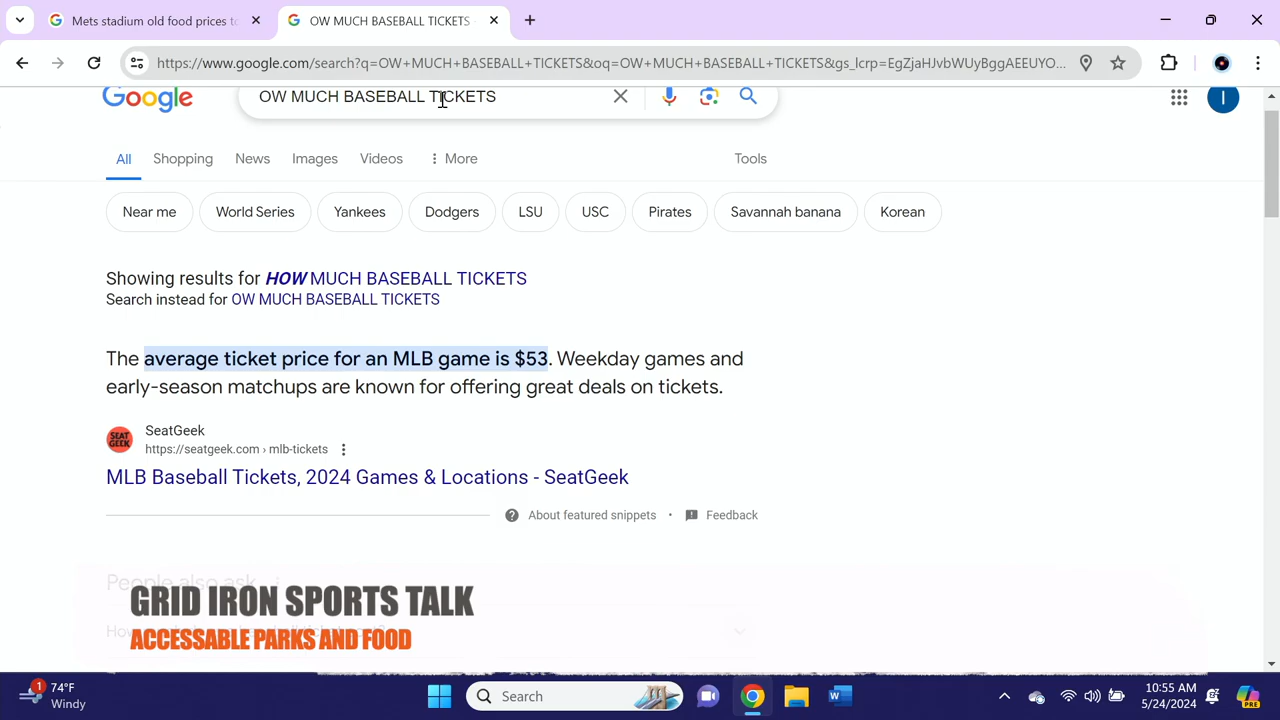 Mets stadium old food prices to
OW MUCH BASEBALL TICKETS
https://www.google.com/search?q=OW+MUCH+BASEBALL+TICKETS&oq=OW+MUCH+BASEBALL+TICKETS&gs_lcrp=EgZjaHJvbWUyBggAEEUYO...
Google
OW MUCH BASEBALL TICKETS
I
All Shopping News Images Videos More Tools
Near me World Series Yankees Dodgers LSU USC Pirates Savannah banana Korean
Showing results for HOW MUCH BASEBALL TICKETS
Search instead for OW MUCH BASEBALL TICKETS
The average ticket price for an MLB game is $53. Weekday games and
early-season matchups are known for offering great deals on tickets.
SEAT GEEK
SeatGeek
https://seatgeek.com › mlb-tickets
MLB Baseball Tickets, 2024 Games & Locations - SeatGeek
About featured snippets • Feedback
People also ask
GRID IRON SPORTS TALK
ACCESSABLE PARKS AND FOOD
1
74°F
Windy
Search
W
10:55 AM
5/24/2024
PRE